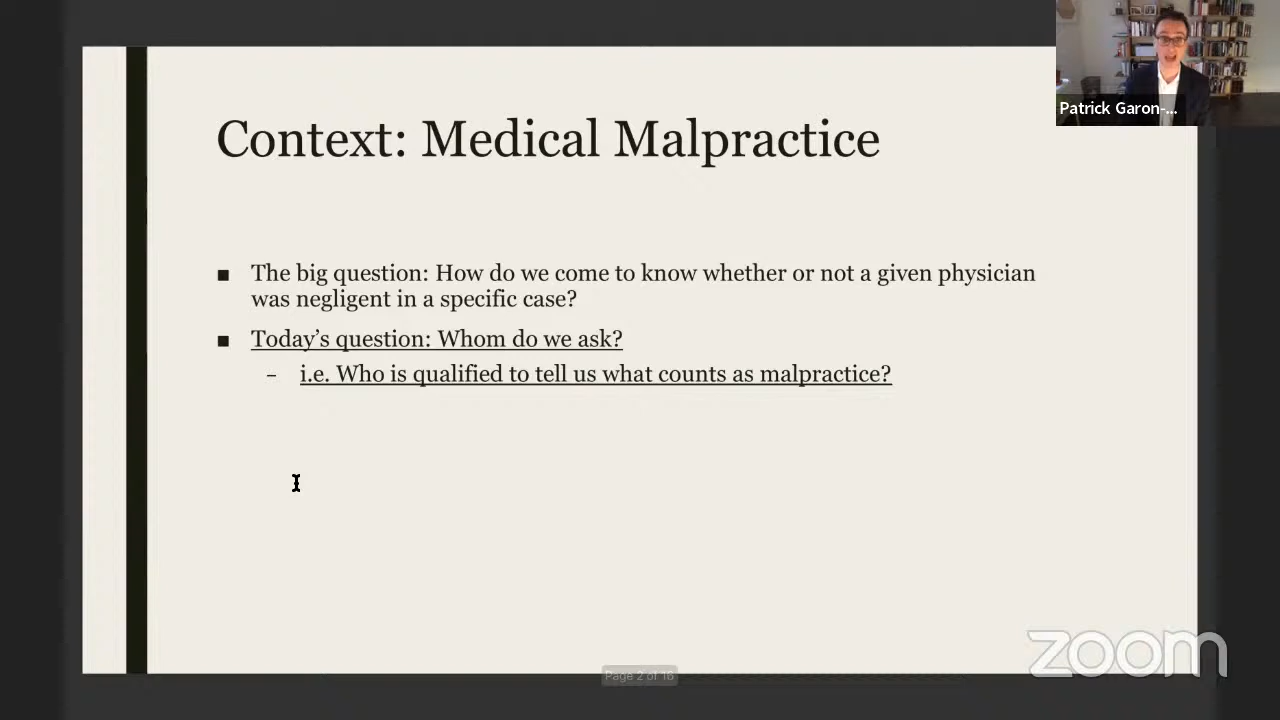 Context: Medical Malpractice
Patrick Garon-...
■ The big question: How do we come to know whether or not a given physician
was negligent in a specific case?
■ Today's question: Whom do we ask?
– i.e. Who is qualified to tell us what counts as malpractice?
zoom
Page 2 of 16